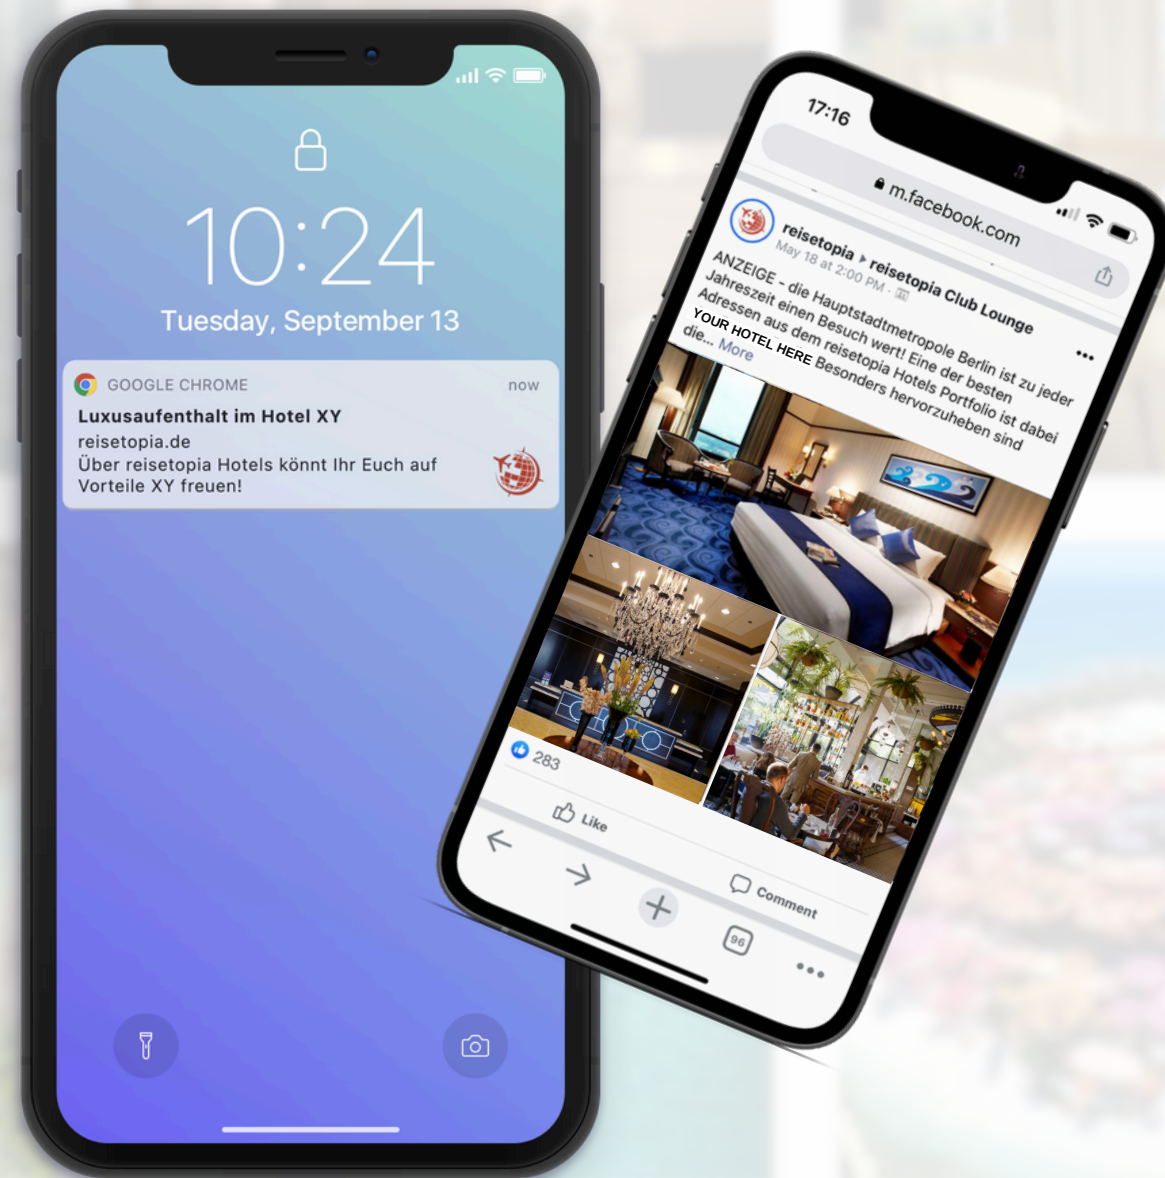 10:24
Tuesday, September 13
GOOGLE CHROME now
Luxusaufenthalt im Hotel XY
reisetopia.de
Über reisetopia Hotels könnt Ihr Euch auf
Vorteile XY freuen!
17:16
m.facebook.com
reisetopia reisetopia Club Lounge
May 18 at 2:00 PM ·
ANZEIGE - die Hauptstadtmetropole Berlin ist zu jeder
Jahreszeit einen Besuch wert! Eine der besten
Adressen aus dem reisetopia Hotels Portfolio ist dabei
YOUR HOTEL HERE Besonders hervorzuheben sind
die... More
283
Like
Comment
96